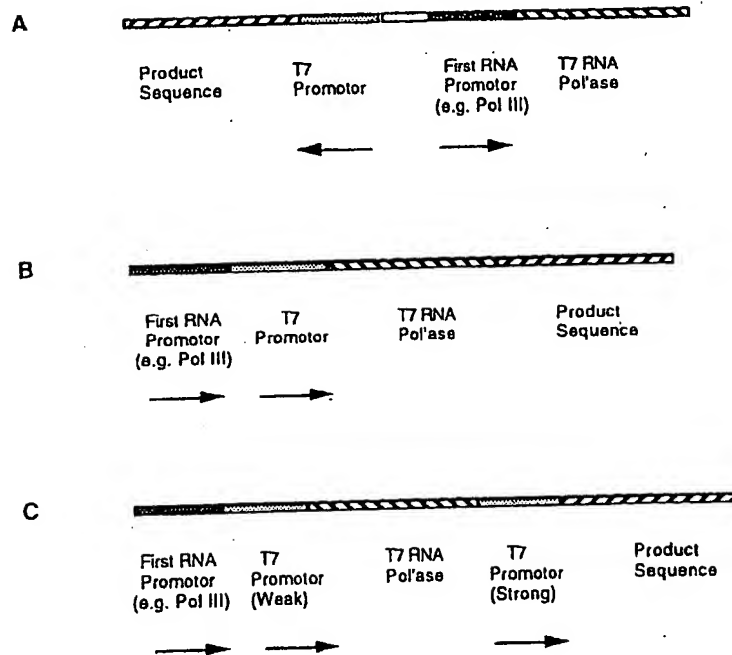 A
Product
Sequence
T7
Promotor
First RNA
Promotor
(e.g. Pol III)
T7 RNA
Pol'ase
B
First RNA
Promotor
(e.g. Pol III)
T7
Promotor
T7 RNA
Pol'ase
Product
Sequence
C
First RNA
Promotor
(e.g. Pol III)
T7
Promotor
(Weak)
T7 RNA
Pol'ase
T7
Promotor
(Strong)
Product
Sequence